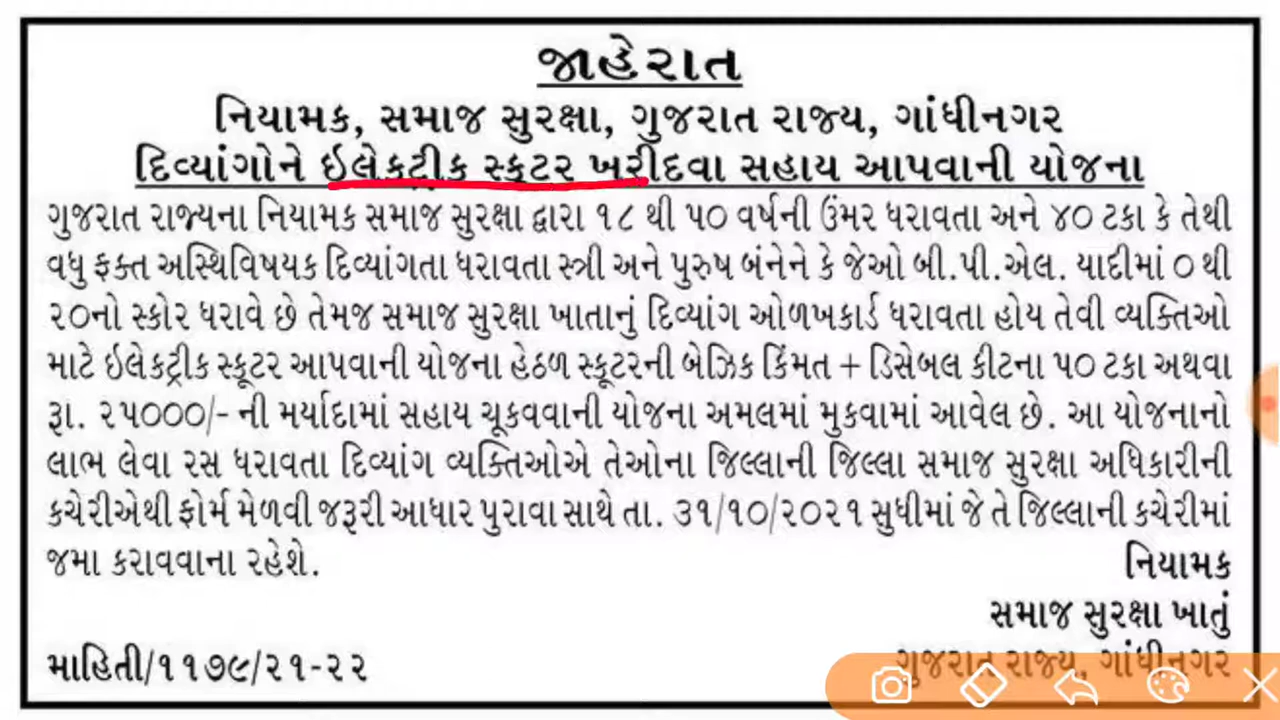 જાહેરાત
નિયામક, સમાજ સુરક્ષા, ગુજરાત રાજ્ય, ગાંધીનગર
દિવ્યાંગોને ઇલેક્ટ્રીક સ્કૂટર ખરીદવા સહાય આપવાની યોજના
ગુજરાત રાજ્યના નિયામક સમાજ સુરક્ષા દ્વારા ૧૮ થી ૫૦ વર્ષની ઉંમર ધરાવતા અને ૪૦ ટકા કે તેથી
વધુ ફક્ત અસ્થિવિષયક દિવ્યાંગતા ધરાવતા સ્ત્રી અને પુરુષ બંનેને કે જેઓ બી.પી.એલ. યાદીમાં ૦ થી
૨૦નો સ્કોર ધરાવે છે તેમજ સમાજ સુરક્ષા ખાતાનું દિવ્યાંગ ઓળખકાર્ડ ધરાવતા હોય તેવી વ્યક્તિઓ
માટે ઇલેક્ટ્રીક સ્કૂટર આપવાની યોજના હેઠળ સ્કૂટરની બેઝિક કિંમત + ડિસેબલ કીટના ૫૦ ટકા અથવા
રૂા. ૨૫૦૦૦/- ની મર્યાદામાં સહાય ચૂકવવાની યોજના અમલમાં મુકવામાં આવેલ છે. આ યોજનાનો
લાભ લેવા રસ ધરાવતા દિવ્યાંગ વ્યક્તિઓએ તેઓના જિલ્લાની જિલ્લા સમાજ સુરક્ષા અધિકારીની
કચેરીએથી ફોર્મ મેળવી જરૂરી આધાર પુરાવા સાથે તા. ૩૧/૧૦/૨૦૨૧ સુધીમાં જે તે જિલ્લાની કચેરીમાં
જમા કરાવવાના રહેશે.
નિયામક
સમાજ સુરક્ષા ખાતું
ગુજરાત રાજ્ય, ગાંધીનગર
માહિતી/૧૧૭૯/૨૧-૨૨